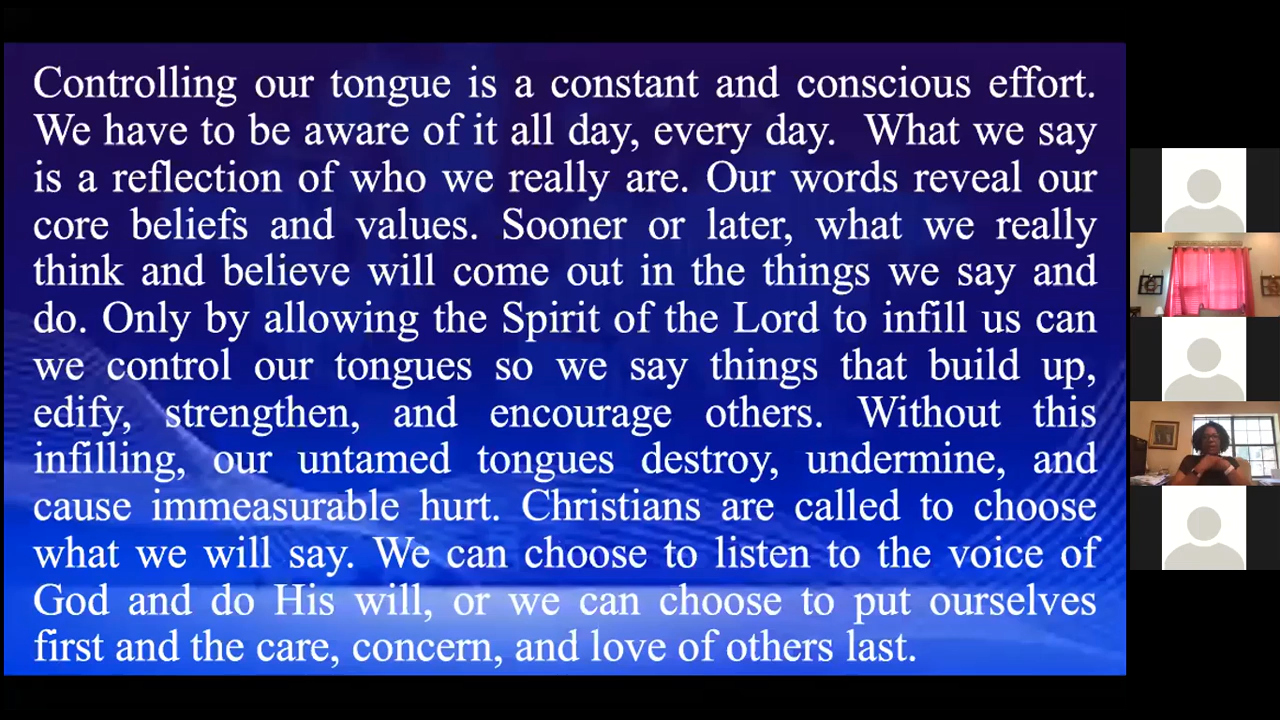 Controlling our tongue is a constant and conscious effort.
We have to be aware of it all day, every day.  What we say
is a reflection of who we really are. Our words reveal our
core beliefs and values. Sooner or later, what we really
think and believe will come out in the things we say and
do. Only by allowing the Spirit of the Lord to infill us can
we control our tongues so we say things that build up,
edify, strengthen, and encourage others. Without this
infilling, our untamed tongues destroy, undermine, and
cause immeasurable hurt. Christians are called to choose
what we will say. We can choose to listen to the voice of
God and do His will, or we can choose to put ourselves
first and the care, concern, and love of others last.